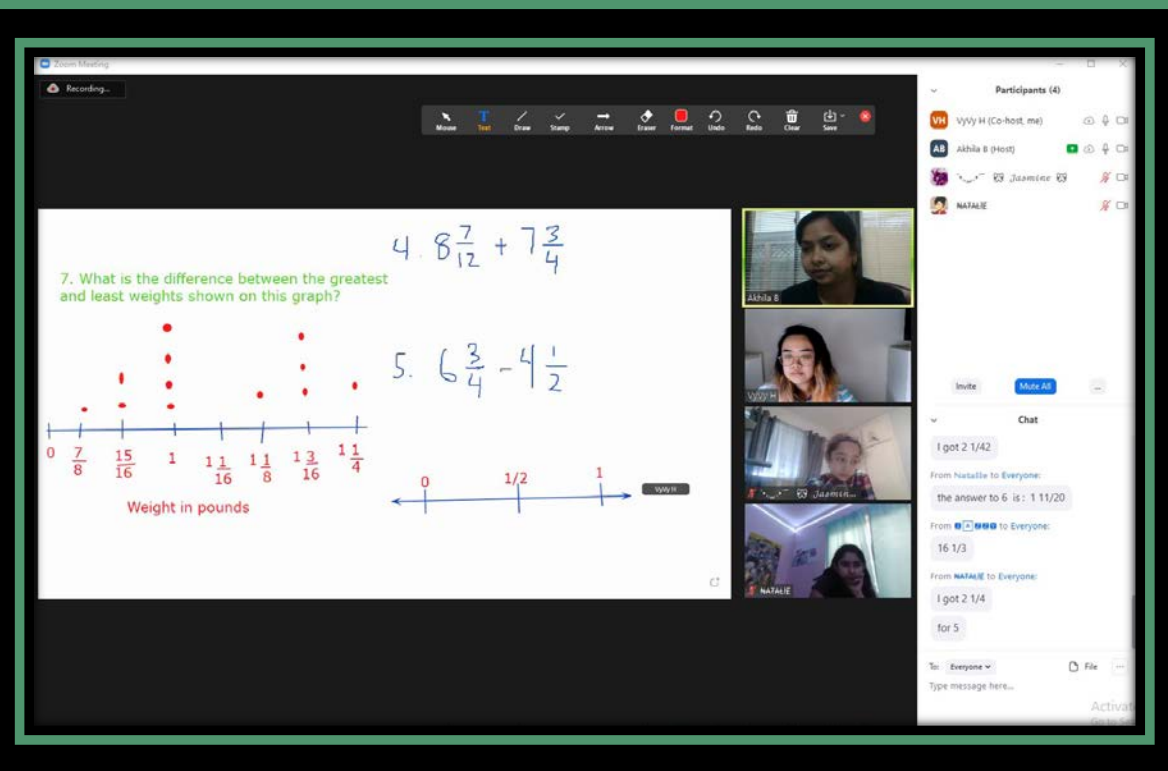 Zoom Meeting
Recording...
Mouse Text Draw Stamp Arrow Eraser Format Undo Redo Clear Save
7. What is the difference between the greatest
and least weights shown on this graph?
0 7/8 15/16 1 1 1/16 1 1/8 1 3/16 1 1/4
Weight in pounds
4. 8 7/12 + 7 3/4
5. 6 3/4 - 4 1/2
0 1/2 1
VyVy H
Akhila B
VyVy H
Jasmin...
NATALIE
Participants (4)
VH VyVy H (Co-host, me)
AB Akhila B (Host)
Jasmine
NATALIE
Invite Mute All ...
Chat
I got 2 1/42
From Natallie to Everyone:
the answer to 6 is : 1 11/20
to Everyone:
16 1/3
From NATALIE to Everyone:
I got 2 1/4
for 5
To: Everyone File ...
Type message here...
Activat